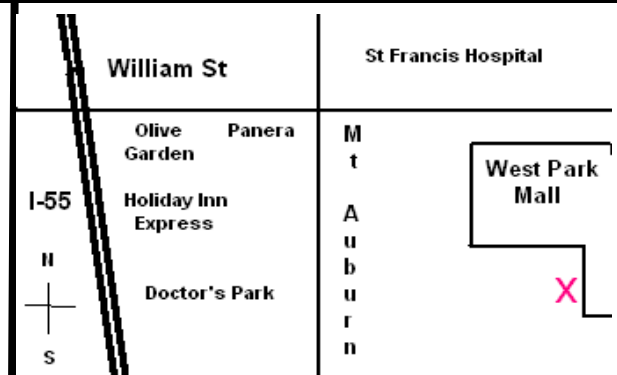 William St
St Francis Hospital
Olive Panera
Garden
M
t
A
u
b
u
r
n
West Park
Mall
I-55
Holiday Inn
Express
Doctor's Park
N
S
X